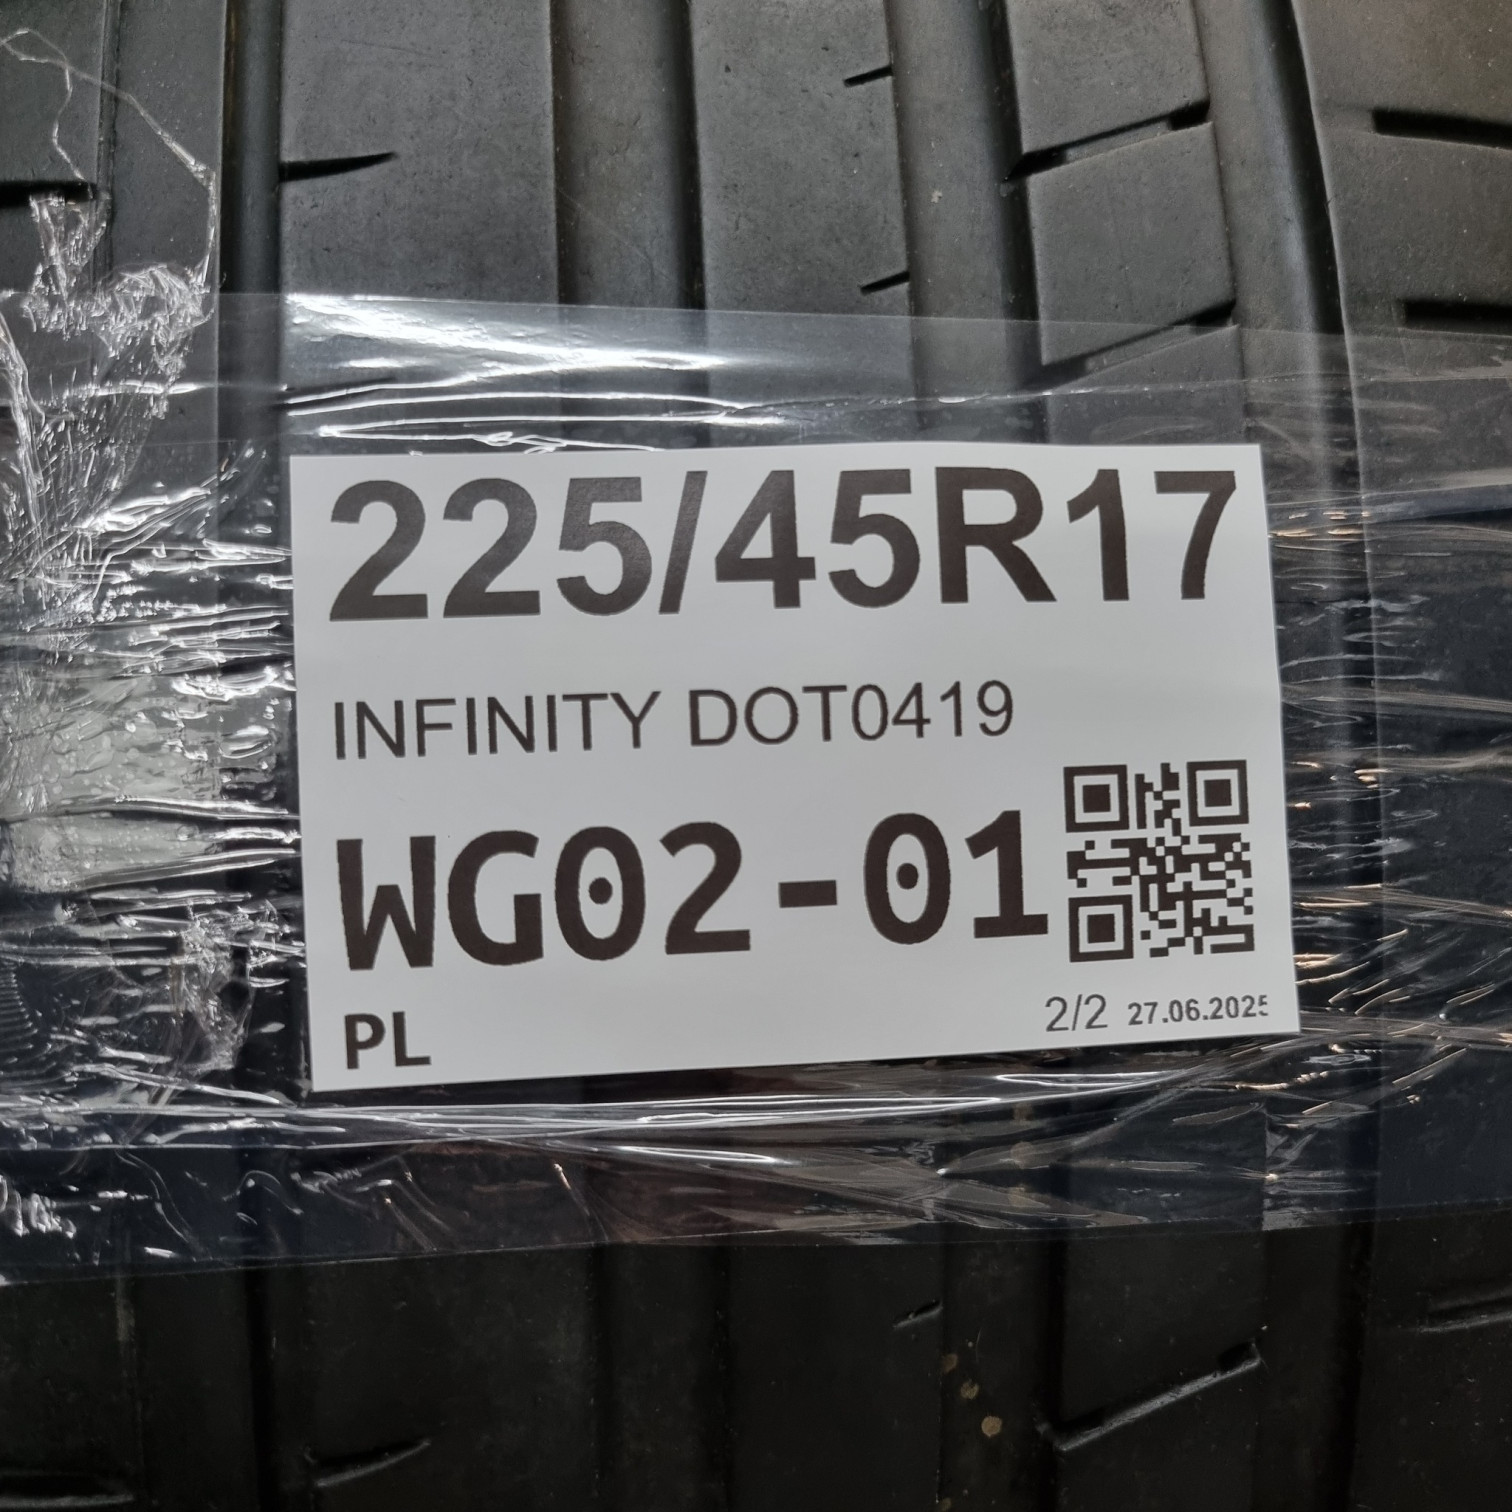 225/45R17
INFINITY DOT0419
WG02-01
PL
2/2 27.06.2025